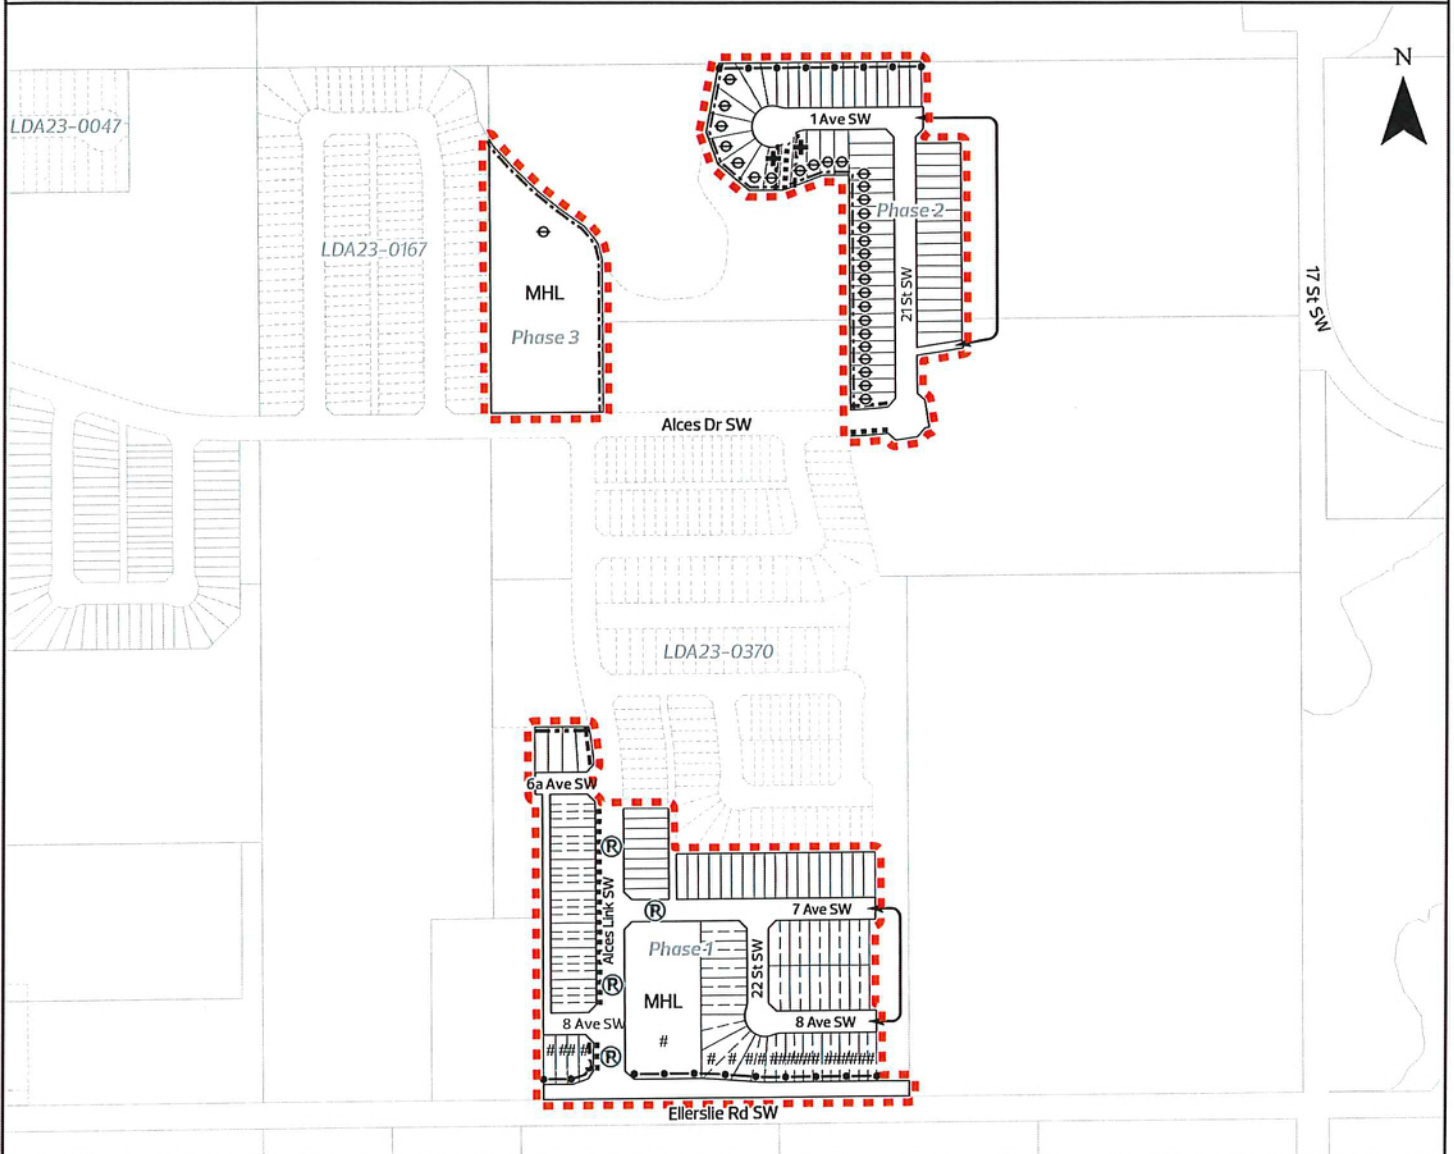 N
LDA23-0047
1 Ave SW
Phase 2
LDA23-0167
21 St SW
17 St SW
MHL
Phase 3
Alces Dr SW
LDA23-0370
6a Ave SW
R
Alces Link SW
R
7 Ave SW
Phase 1
22 St SW
R
MHL
8 Ave SW
8 Ave SW
#
R
# ## #
# # ## ####### #######
Ellerslie Rd SW